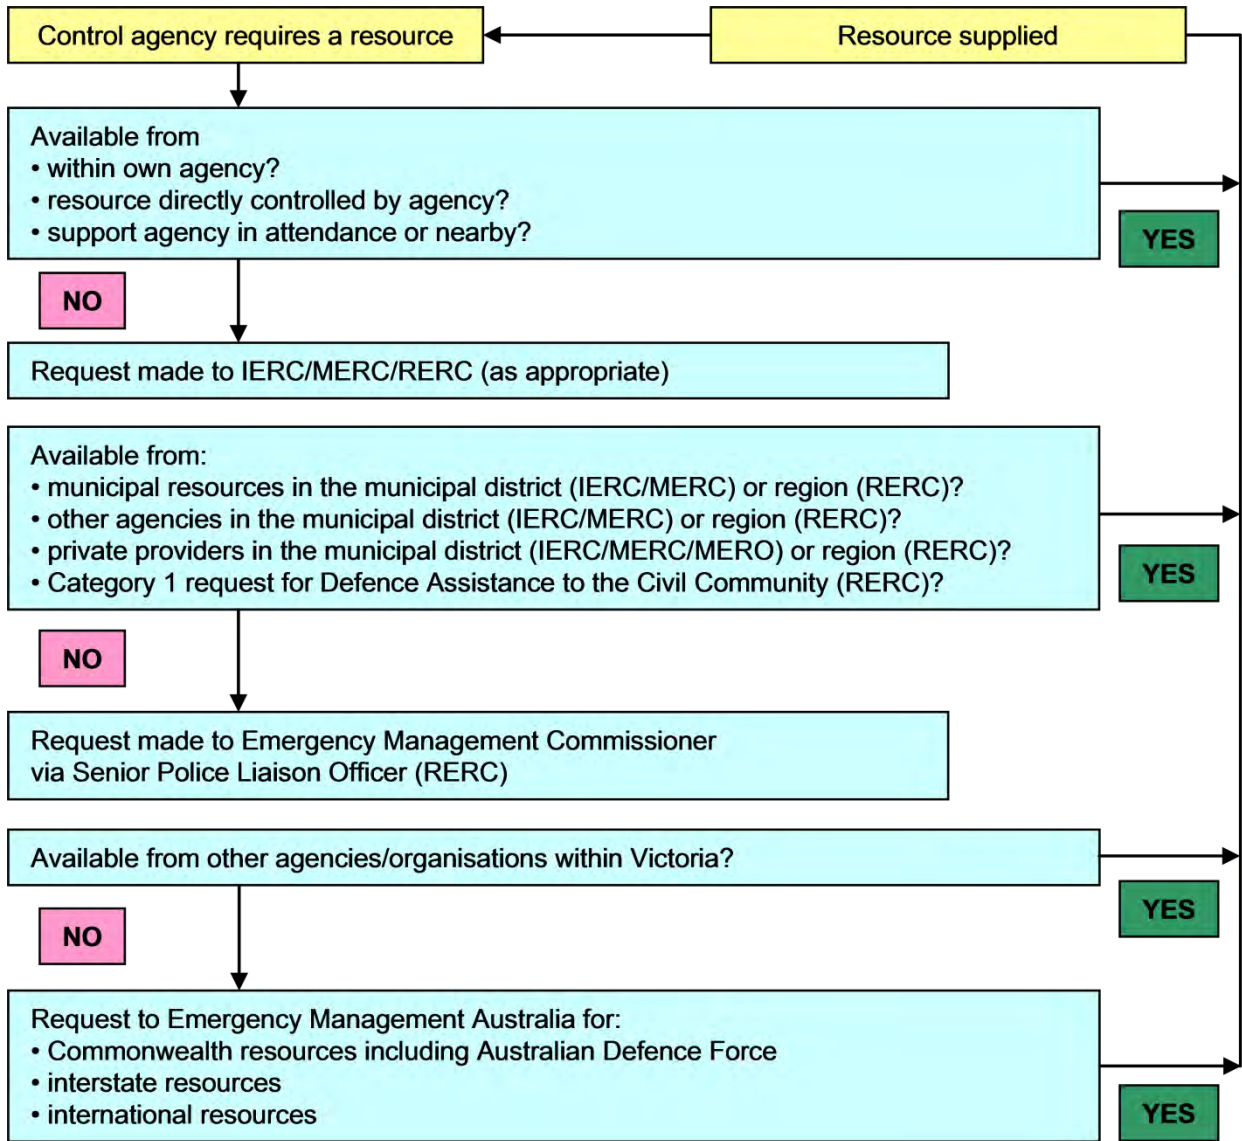 Control agency requires a resource
Resource supplied
Available from
• within own agency?
• resource directly controlled by agency?
• support agency in attendance or nearby?
YES
NO
Request made to IERC/MERC/RERC (as appropriate)
Available from:
• municipal resources in the municipal district (IERC/MERC) or region (RERC)?
• other agencies in the municipal district (IERC/MERC) or region (RERC)?
• private providers in the municipal district (IERC/MERC/MERO) or region (RERC)?
• Category 1 request for Defence Assistance to the Civil Community (RERC)?
YES
NO
Request made to Emergency Management Commissioner
via Senior Police Liaison Officer (RERC)
Available from other agencies/organisations within Victoria?
YES
NO
Request to Emergency Management Australia for:
• Commonwealth resources including Australian Defence Force
• interstate resources
• international resources
YES